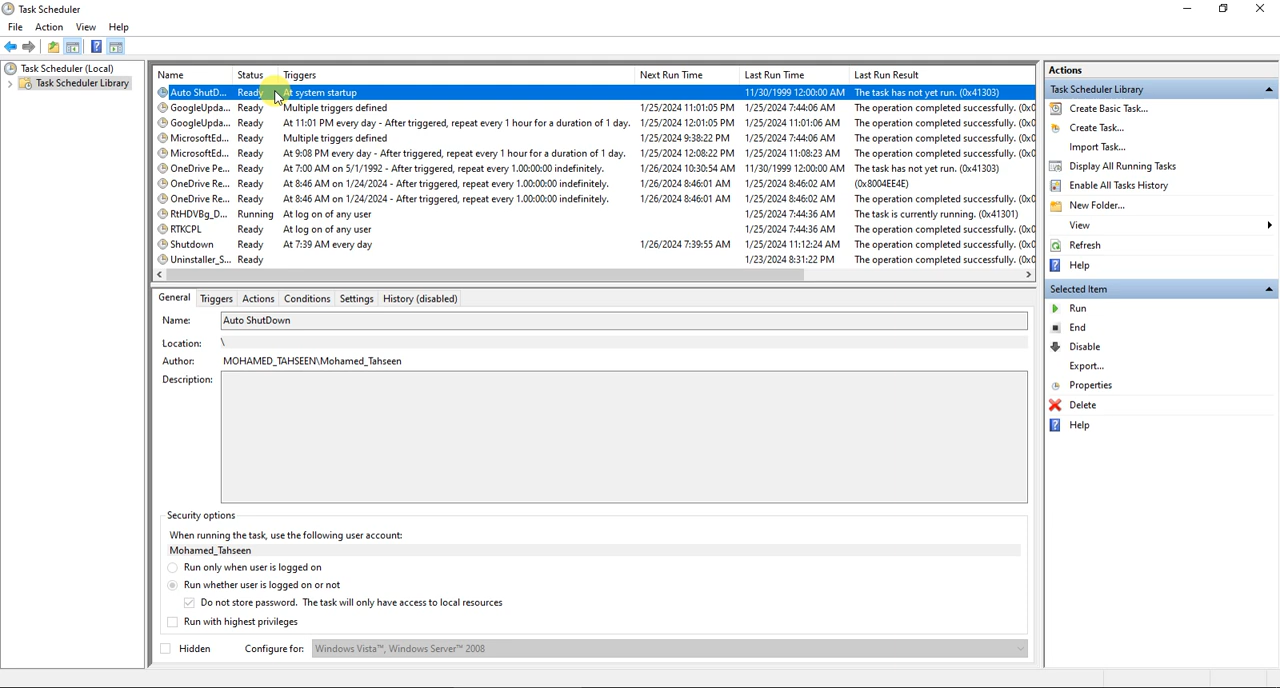 Task Scheduler
File Action View Help
Task Scheduler (Local)
Task Scheduler Library
Name Status Triggers Next Run Time Last Run Time Last Run Result
Auto ShutD... Ready At system startup 11/30/1999 12:00:00 AM The task has not yet run. (0x41303)
GoogleUpda... Ready Multiple triggers defined 1/25/2024 11:01:05 PM 1/25/2024 7:44:06 AM The operation completed successfully. (0x0
GoogleUpda... Ready At 11:01 PM every day - After triggered, repeat every 1 hour for a duration of 1 day. 1/25/2024 12:01:05 PM 1/25/2024 11:01:06 AM The operation completed successfully. (0x0
MicrosoftEd... Ready Multiple triggers defined 1/25/2024 9:38:22 PM 1/25/2024 7:44:06 AM The operation completed successfully. (0x0
MicrosoftEd... Ready At 9:08 PM every day - After triggered, repeat every 1 hour for a duration of 1 day. 1/25/2024 12:08:22 PM 1/25/2024 11:08:23 AM The operation completed successfully. (0x0
OneDrive Pe... Ready At 7:00 AM on 5/1/1992 - After triggered, repeat every 1.00:00:00 indefinitely. 1/26/2024 10:30:54 AM 11/30/1999 12:00:00 AM The task has not yet run. (0x41303)
OneDrive Re... Ready At 8:46 AM on 1/24/2024 - After triggered, repeat every 1.00:00:00 indefinitely. 1/26/2024 8:46:01 AM 1/25/2024 8:46:02 AM (0x8004EE4E)
OneDrive Re... Ready At 8:46 AM on 1/24/2024 - After triggered, repeat every 1.00:00:00 indefinitely. 1/26/2024 8:46:01 AM 1/25/2024 8:46:02 AM The operation completed successfully. (0x0
RtHDVBg_D... Running At log on of any user 1/25/2024 7:44:36 AM The task is currently running. (0x41301)
RTKCPL Ready At log on of any user 1/25/2024 7:44:36 AM The operation completed successfully. (0x0
Shutdown Ready At 7:39 AM every day 1/26/2024 7:39:55 AM 1/25/2024 11:12:24 AM The operation completed successfully. (0x0
Uninstaller_S... Ready 1/23/2024 8:31:22 PM The operation completed successfully. (0x0
General Triggers Actions Conditions Settings History (disabled)
Name: Auto ShutDown
Location: \
Author: MOHAMED_TAHSEEN\Mohamed_Tahseen
Description:
Security options
When running the task, use the following user account:
Mohamed_Tahseen
Run only when user is logged on
Run whether user is logged on or not
Do not store password. The task will only have access to local resources
Run with highest privileges
Hidden Configure for: Windows Vista™, Windows Server™ 2008
Actions
Task Scheduler Library
Create Basic Task...
Create Task...
Import Task...
Display All Running Tasks
Enable All Tasks History
New Folder...
View
Refresh
Help
Selected Item
Run
End
Disable
Export...
Properties
Delete
Help